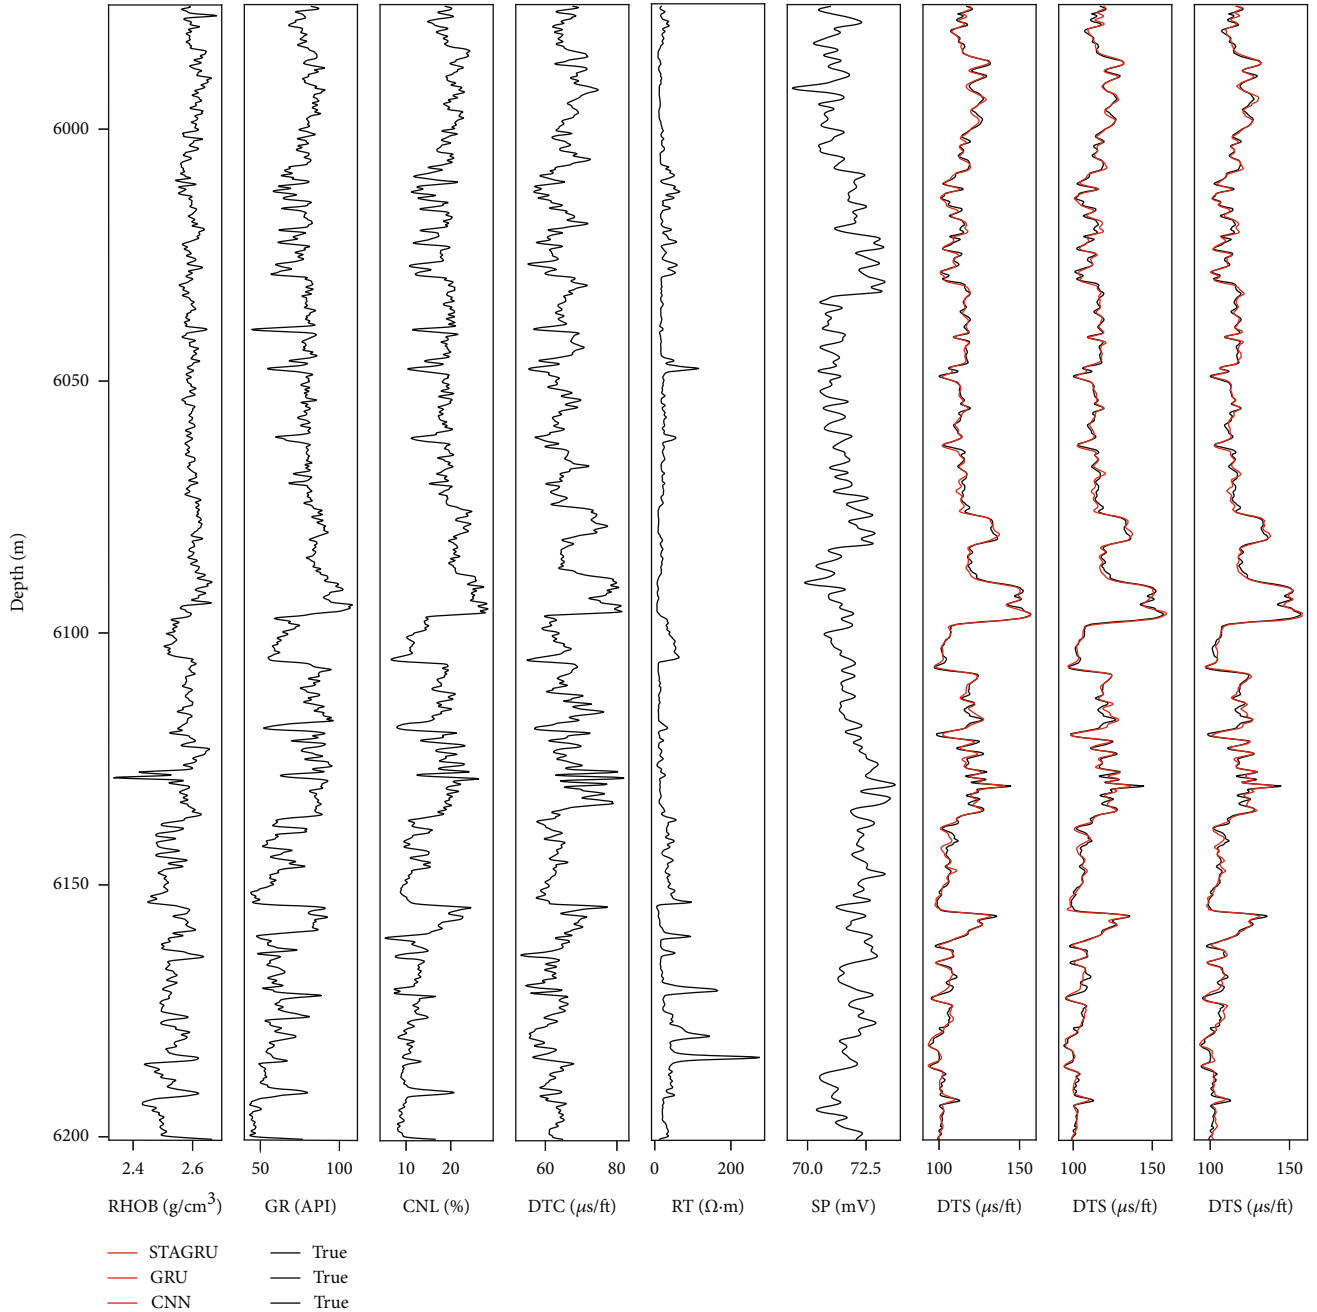 Depth (m)
6000
6050
6100
6150
6200
2.4 2.6 50 100 10 20 60 80 0 200 70.0 72.5 100 150 100 150 100 150
RHOB (g/cm³) GR (API) CNL (%) DTC (μs/ft) RT (Ω·m) SP (mV) DTS (μs/ft) DTS (μs/ft) DTS (μs/ft)
STAGRU True
GRU True
CNN True